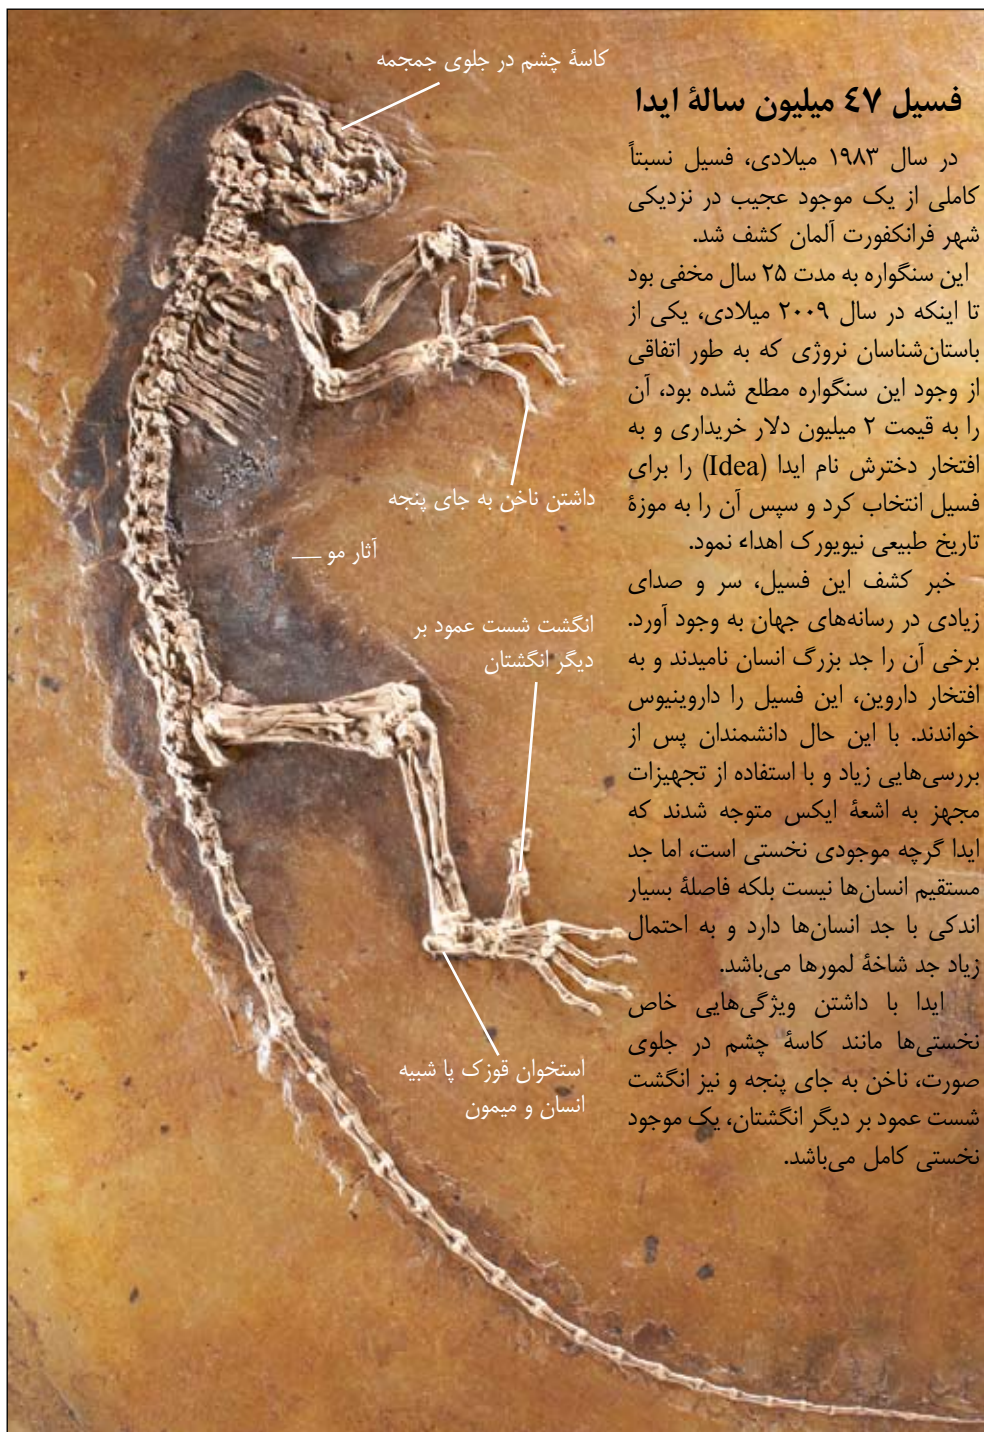 کاسهٔ چشم در جلوی جمجمه
فسیل ٤٧ میلیون سالهٔ ایدا
در سال ۱۹۸۳ میلادی، فسیل نسبتاً
کاملی از یک موجود عجیب در نزدیکی
شهر فرانکفورت آلمان کشف شد.
این سنگواره به مدت ۲۵ سال مخفی بود
تا اینکه در سال ۲۰۰۹ میلادی، یکی از
باستان‌شناسان نروژی که به طور اتفاقی
از وجود این سنگواره مطلع شده بود، آن
را به قیمت ۲ میلیون دلار خریداری و به
افتخار دخترش نام ایدا (Idea) را برای
فسیل انتخاب کرد و سپس آن را به موزهٔ
تاریخ طبیعی نیویورک اهداء نمود.
خبر کشف این فسیل، سر و صدای
زیادی در رسانه‌های جهان به وجود آورد.
برخی آن را جد بزرگ انسان نامیدند و به
افتخار داروین، این فسیل را داروینیوس
خواندند. با این حال دانشمندان پس از
بررسی‌هایی زیاد و با استفاده از تجهیزات
مجهز به اشعهٔ ایکس متوجه شدند که
ایدا گرچه موجودی نخستی است، اما جد
مستقیم انسان‌ها نیست بلکه فاصلهٔ بسیار
اندکی با جد انسان‌ها دارد و به احتمال
زیاد جد شاخهٔ لمورها می‌باشد.
ایدا با داشتن ویژگی‌هایی خاص
نخستی‌ها مانند کاسهٔ چشم در جلوی
صورت، ناخن به جای پنجه و نیز انگشت
شست عمود بر دیگر انگشتان، یک موجود
نخستی کامل می‌باشد.
داشتن ناخن به جای پنجه
آثار مو
انگشت شست عمود بر
دیگر انگشتان
استخوان قوزک پا شبیه
انسان و میمون